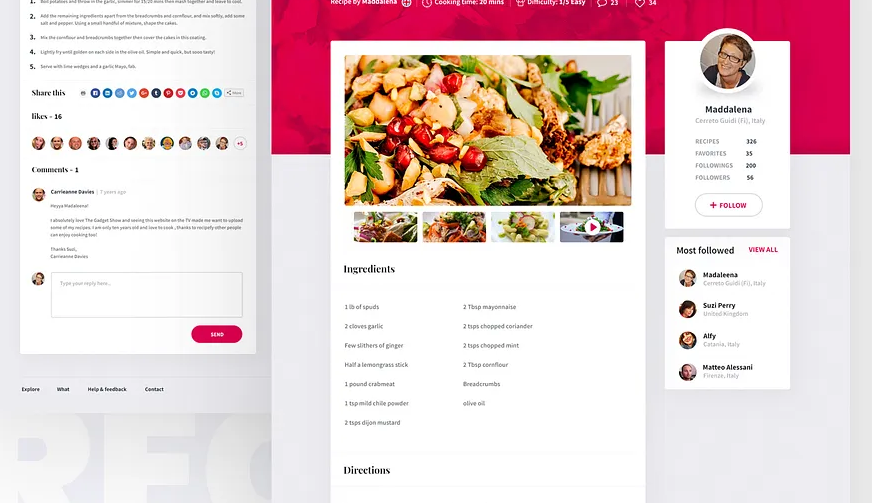 1. Boil potatoes and throw in the garlic, simmer for 15/20 mins then mash together and leave to cool.
2. Add the remaining ingredients apart from the breadcrumbs and cornflour, and mix softly, add some
salt and pepper. Using a small handful of mixture, shape the cakes.
3. Mix the cornflour and breadcrumbs together then cover the cakes in this coating.
4. Lightly fry until golden on each side in the olive oil. Simple and quick, but sooo tasty!
5. Serve with lime wedges and a garlic Mayo, fab.
Share this
More
likes - 16
+5
Comments - 1
Carrieanne Davies | 7 years ago
Heyya Madaleena!
I absolutely love The Gadget Show and seeing this website on the TV made me want to upload
some of my recipes. I am only ten years old and love to cook , thanks to recipefy other people
can enjoy cooking too!
Thanks Suzi,
Carrieanne Davies
Type your reply here...
SEND
Explore What Help & feedback Contact
Recipe by Maddalena
Cooking time: 20 mins
Difficulty: 1/5 Easy
23
34
Ingredients
1 lb of spuds
2 cloves garlic
Few slithers of ginger
Half a lemongrass stick
1 pound crabmeat
1 tsp mild chile powder
2 tsps dijon mustard
2 Tbsp mayonnaise
2 tsps chopped coriander
2 tsps chopped mint
2 Tbsp cornflour
Breadcrumbs
olive oil
Directions
Maddalena
Cerreto Guidi (Fi), Italy
RECIPES 326
FAVORITES 35
FOLLOWINGS 200
FOLLOWERS 56
+ FOLLOW
Most followed VIEW ALL
Madaleena
Cerreto Guidi (Fi), Italy
Suzi Perry
United Kingdom
Alfy
Catania, Italy
Matteo Alessani
Firenze, Italy